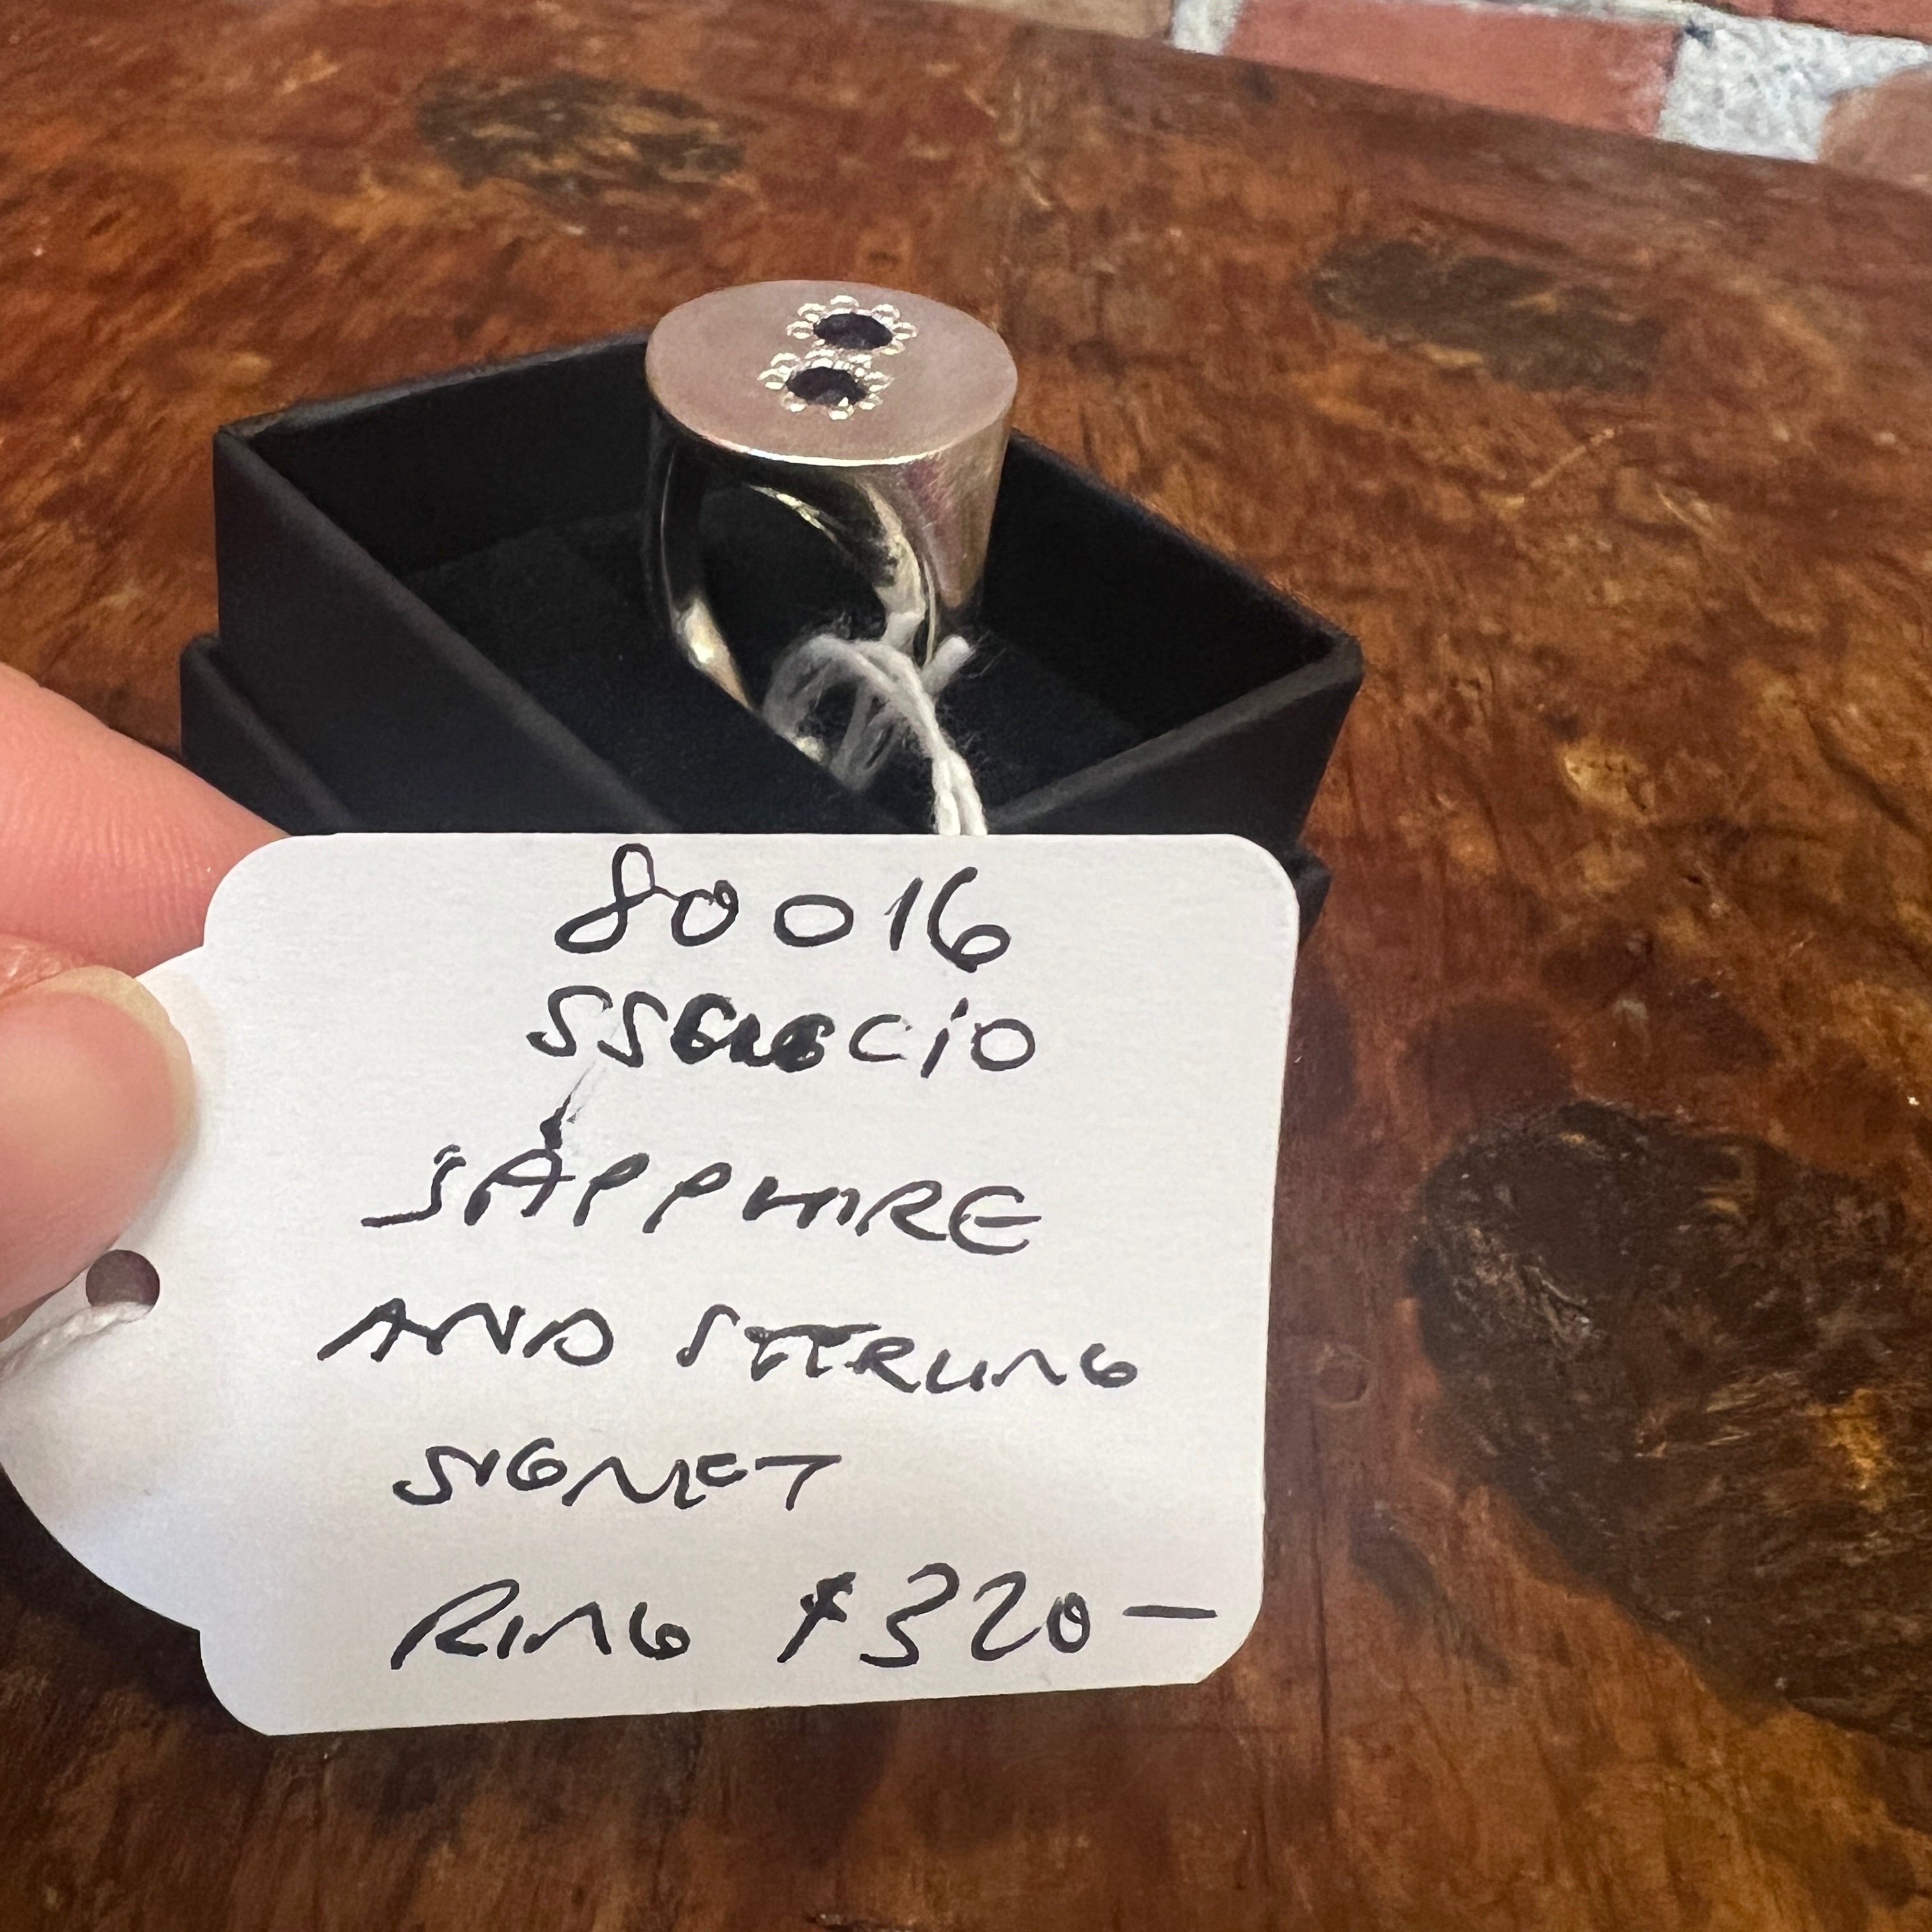 80016
SAPPHIRE
AND STERLING
SIGNET
RING $320-